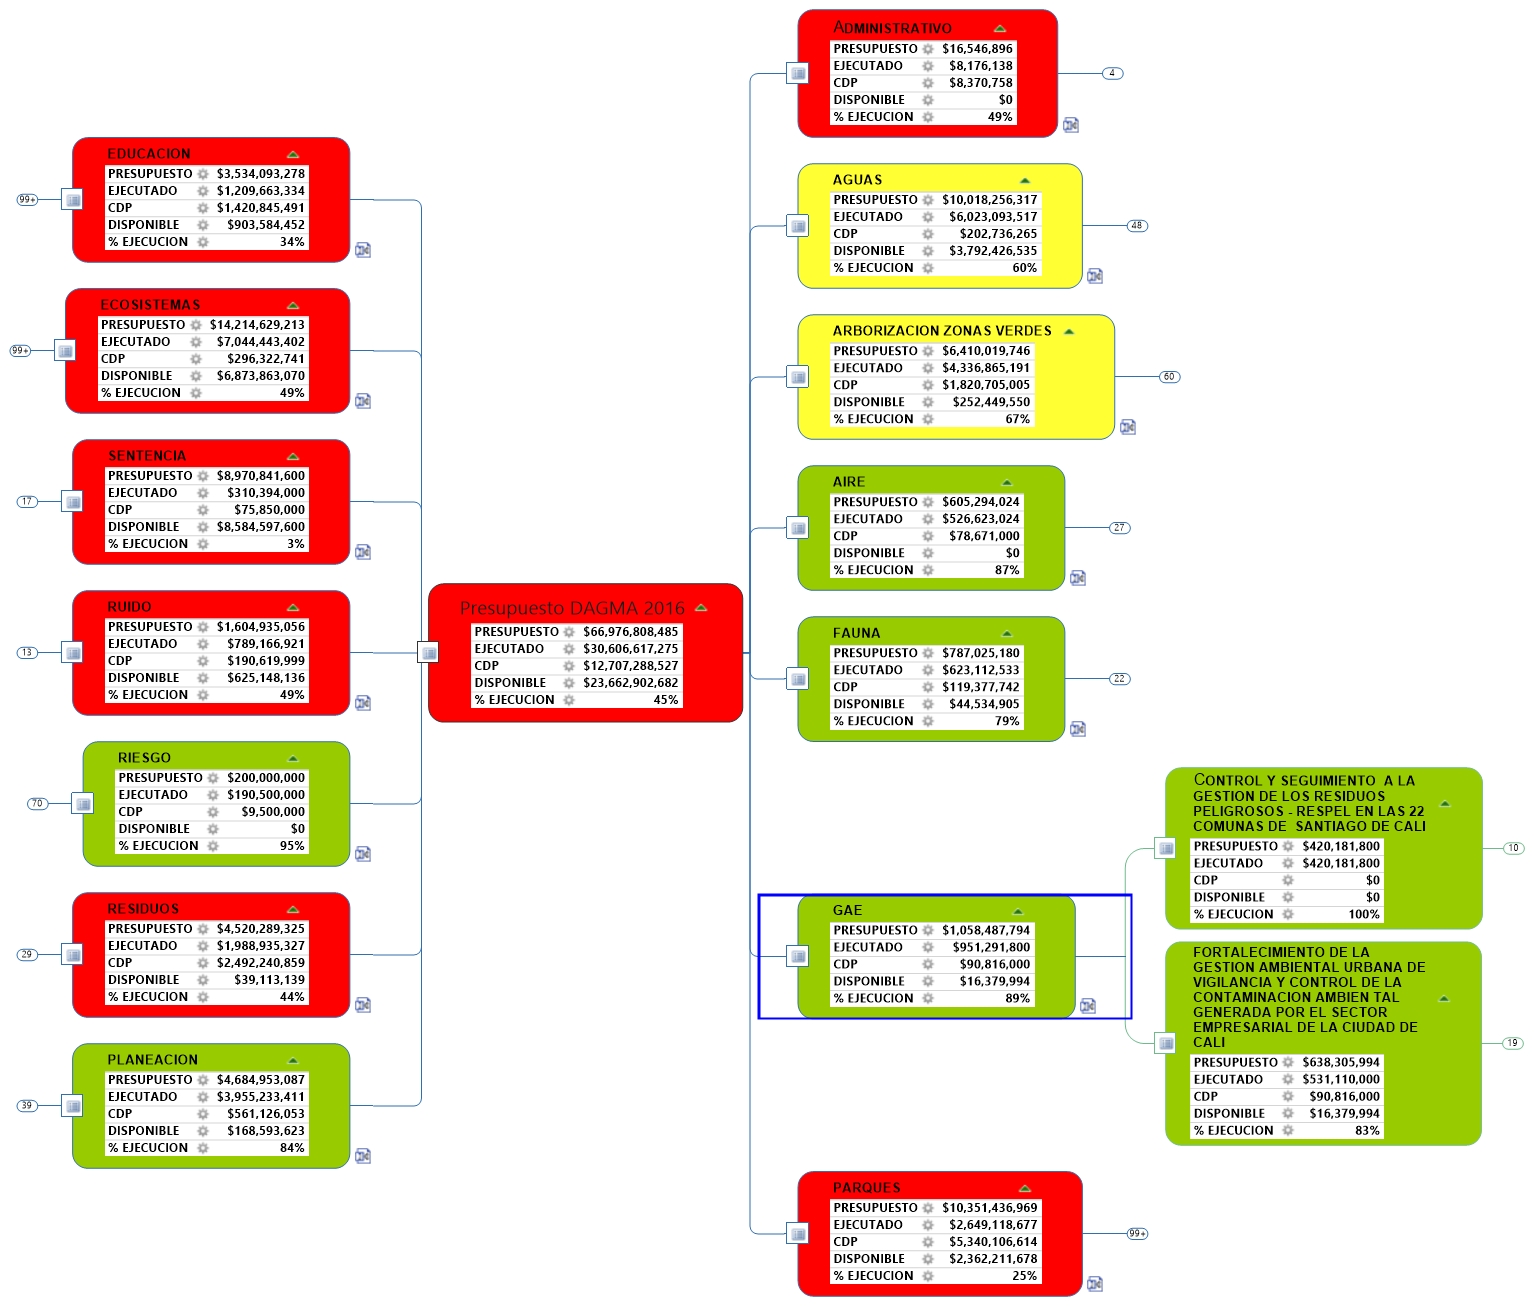 EDUCACION
PRESUPUESTO $3,534,093,278
EJECUTADO $1,209,663,334
CDP $1,420,845,491
DISPONIBLE $903,584,452
% EJECUCION 34%
99+
ECOSISTEMAS
PRESUPUESTO $14,214,629,213
EJECUTADO $7,044,443,402
CDP $296,322,741
DISPONIBLE $6,873,863,070
% EJECUCION 49%
99+
SENTENCIA
PRESUPUESTO $8,970,841,600
EJECUTADO $310,394,000
CDP $75,850,000
DISPONIBLE $8,584,597,600
% EJECUCION 3%
17
RUIDO
PRESUPUESTO $1,604,935,056
EJECUTADO $789,166,921
CDP $190,619,999
DISPONIBLE $625,148,136
% EJECUCION 49%
13
RIESGO
PRESUPUESTO $200,000,000
EJECUTADO $190,500,000
CDP $9,500,000
DISPONIBLE $0
% EJECUCION 95%
70
RESIDUOS
PRESUPUESTO $4,520,289,325
EJECUTADO $1,988,935,327
CDP $2,492,240,859
DISPONIBLE $39,113,139
% EJECUCION 44%
29
PLANEACION
PRESUPUESTO $4,684,953,087
EJECUTADO $3,955,233,411
CDP $561,126,053
DISPONIBLE $168,593,623
% EJECUCION 84%
39
Presupuesto DAGMA 2016
PRESUPUESTO $66,976,808,485
EJECUTADO $30,606,617,275
CDP $12,707,288,527
DISPONIBLE $23,662,902,682
% EJECUCION 45%
ADMINISTRATIVO
PRESUPUESTO $16,546,896
EJECUTADO $8,176,138
CDP $8,370,758
DISPONIBLE $0
% EJECUCION 49%
4
AGUAS
PRESUPUESTO $10,018,256,317
EJECUTADO $6,023,093,517
CDP $202,736,265
DISPONIBLE $3,792,426,535
% EJECUCION 60%
48
ARBORIZACION ZONAS VERDES
PRESUPUESTO $6,410,019,746
EJECUTADO $4,336,865,191
CDP $1,820,705,005
DISPONIBLE $252,449,550
% EJECUCION 67%
60
AIRE
PRESUPUESTO $605,294,024
EJECUTADO $526,623,024
CDP $78,671,000
DISPONIBLE $0
% EJECUCION 87%
27
FAUNA
PRESUPUESTO $787,025,180
EJECUTADO $623,112,533
CDP $119,377,742
DISPONIBLE $44,534,905
% EJECUCION 79%
22
GAE
PRESUPUESTO $1,058,487,794
EJECUTADO $951,291,800
CDP $90,816,000
DISPONIBLE $16,379,994
% EJECUCION 89%
CONTROL Y SEGUIMIENTO A LA
GESTION DE LOS RESIDUOS
PELIGROSOS - RESPEL EN LAS 22
COMUNAS DE SANTIAGO DE CALI
PRESUPUESTO $420,181,800
EJECUTADO $420,181,800
CDP $0
DISPONIBLE $0
% EJECUCION 100%
10
FORTALECIMIENTO DE LA
GESTION AMBIENTAL URBANA DE
VIGILANCIA Y CONTROL DE LA
CONTAMINACION AMBIEN TAL
GENERADA POR EL SECTOR
EMPRESARIAL DE LA CIUDAD DE
CALI
PRESUPUESTO $638,305,994
EJECUTADO $531,110,000
CDP $90,816,000
DISPONIBLE $16,379,994
% EJECUCION 83%
19
PARQUES
PRESUPUESTO $10,351,436,969
EJECUTADO $2,649,118,677
CDP $5,340,106,614
DISPONIBLE $2,362,211,678
% EJECUCION 25%
99+